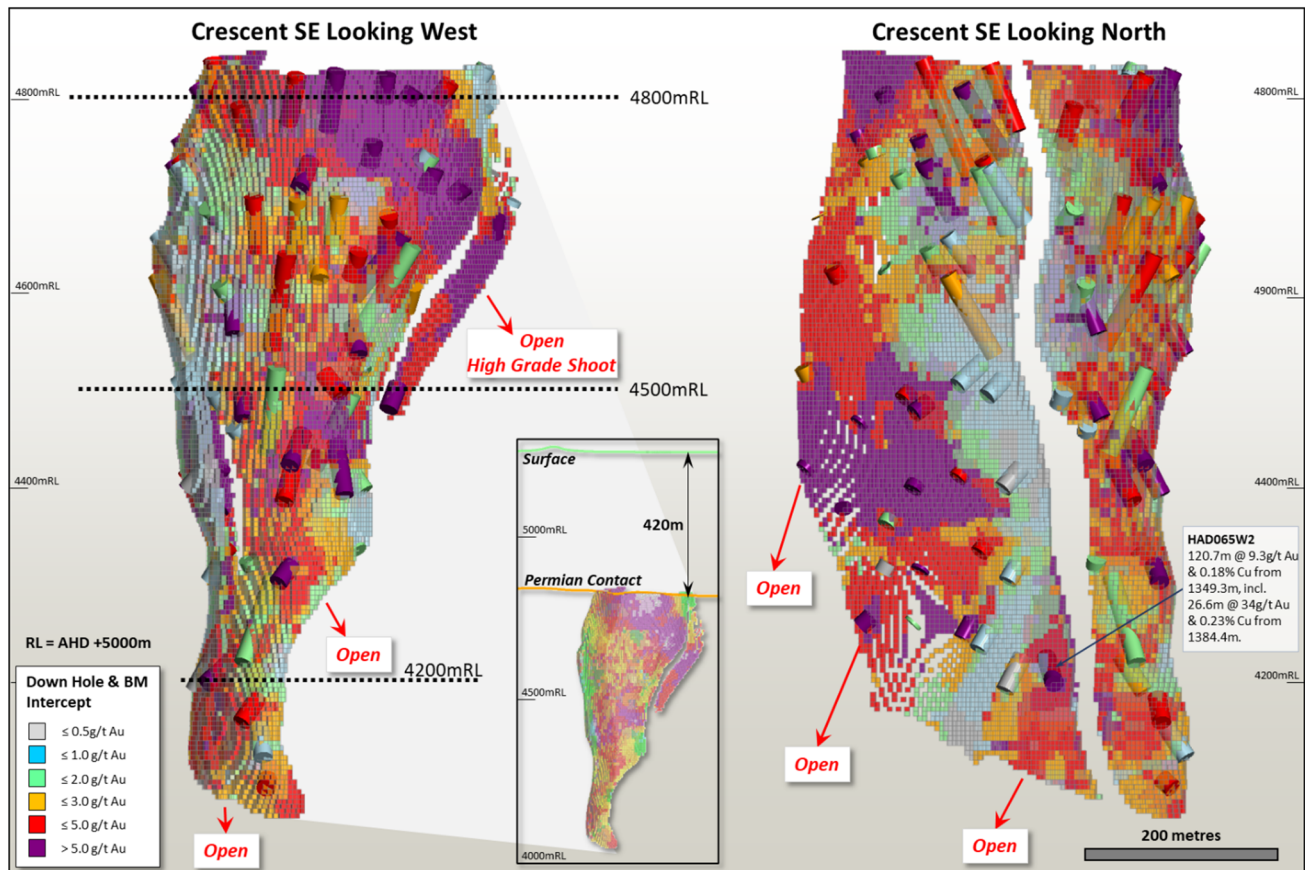 Crescent SE Looking West
Crescent SE Looking North
4800mRL
4800mRL
4600mRL
Open
High Grade Shoot
4500mRL
4400mRL
Surface
420m
5000mRL
Permian Contact
4500mRL
4000mRL
Open
4200mRL
RL = AHD +5000m
Down Hole & BM
Intercept
≤ 0.5g/t Au
≤ 1.0g/t Au
≤ 2.0 g/t Au
≤ 3.0 g/t Au
≤ 5.0 g/t Au
> 5.0 g/t Au
Open
4800mRL
4900mRL
4400mRL
HAD065W2
120.7m @ 9.3g/t Au
& 0.18% Cu from
1349.3m, incl.
26.6m @ 34g/t Au
& 0.23% Cu from
1384.4m.
4200mRL
Open
Open
Open
200 metres